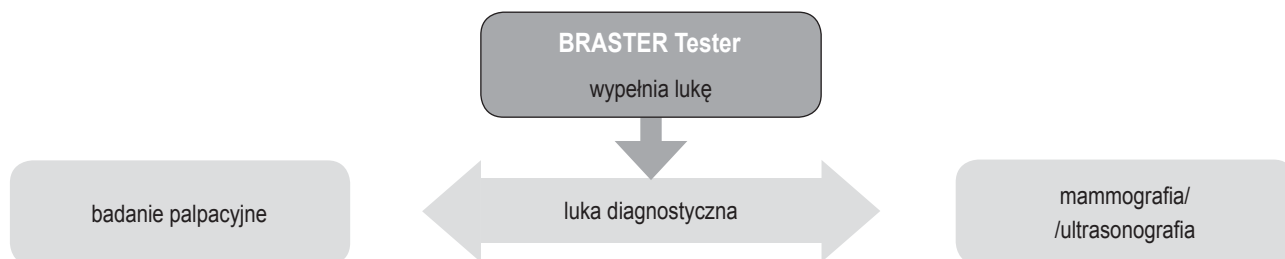 BRASTER Tester
wypełnia lukę
badanie palpacyjne
luka diagnostyczna
mammografia/
/ultrasonografia